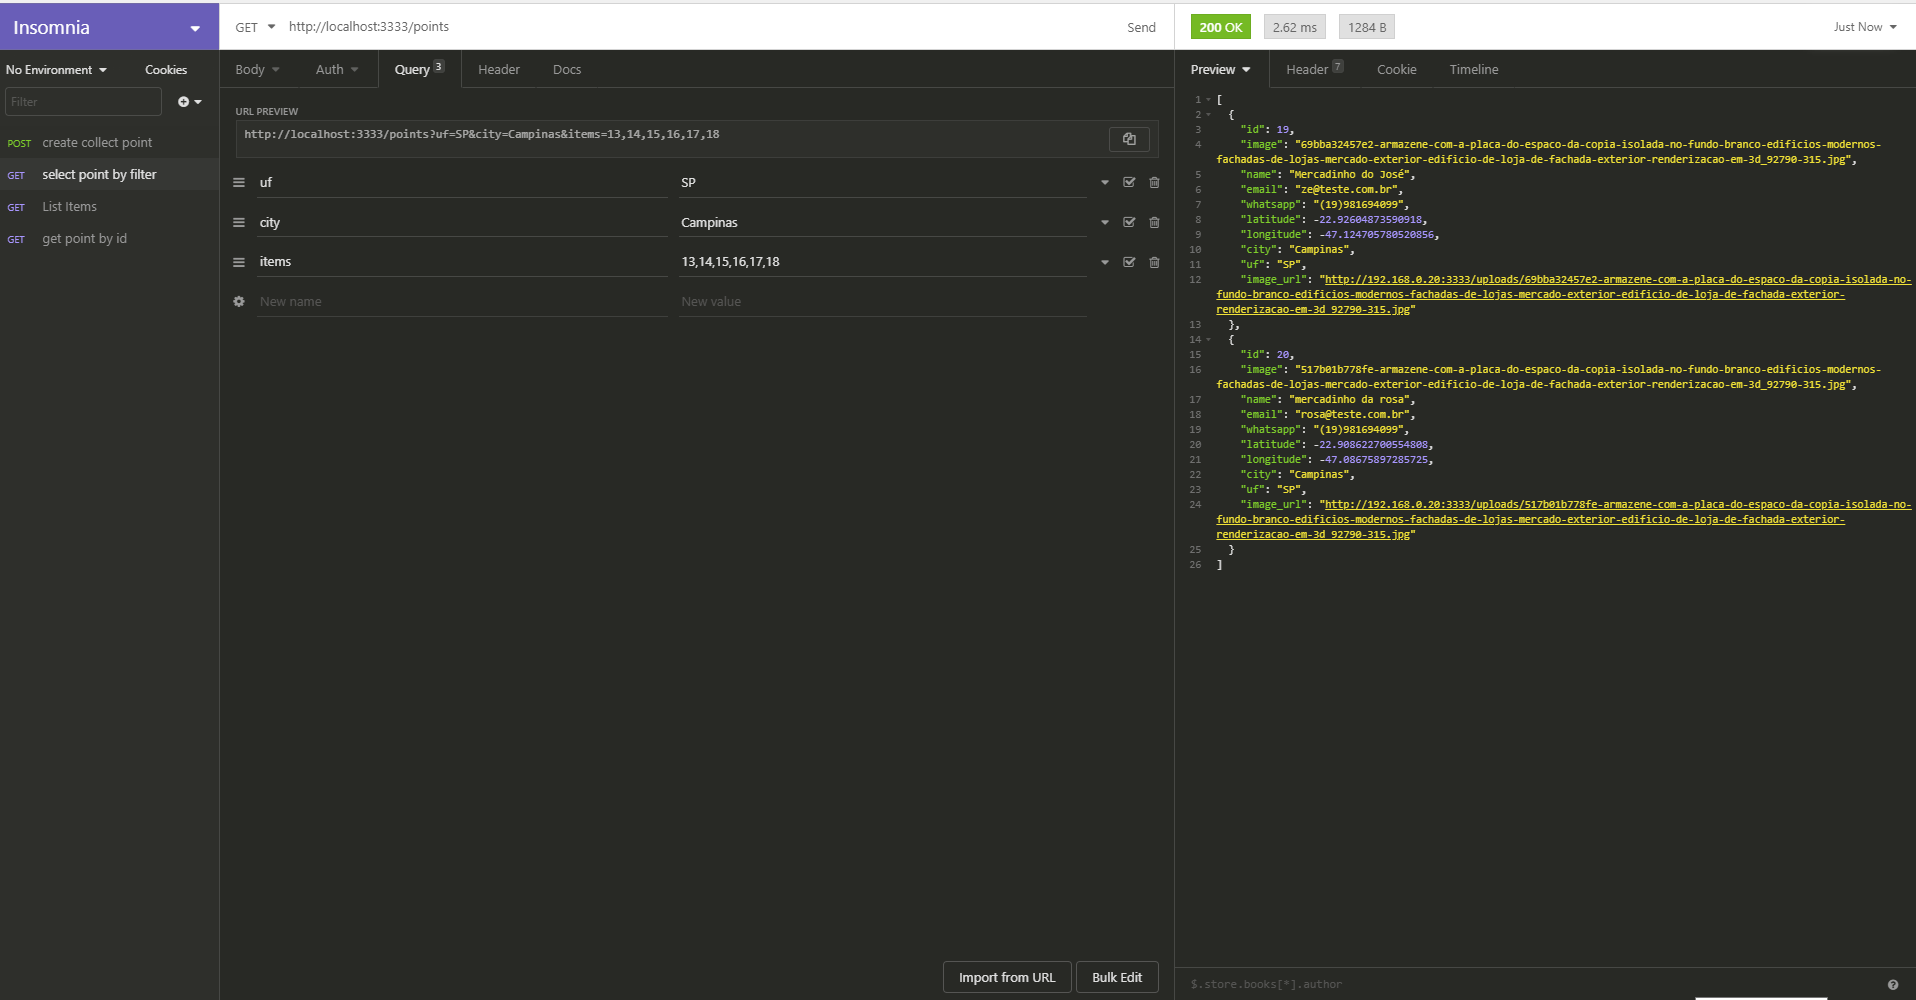 Insomnia
GET http://localhost:3333/points Send
200 OK 2.62 ms 1284 B Just Now
No Environment Cookies
Filter
POST create collect point
GET select point by filter
GET List Items
GET get point by id
Body Auth Query 3 Header Docs
URL PREVIEW
http://localhost:3333/points?uf=SP&city=Campinas&items=13,14,15,16,17,18
uf SP
city Campinas
items 13,14,15,16,17,18
New name New value
Import from URL Bulk Edit
Preview Header 7 Cookie Timeline
1 [
2 {
3 "id": 19,
4 "image": "69bba32457e2-armazene-com-a-placa-do-espaco-da-copia-isolada-no-fundo-branco-edificios-modernos-
fachadas-de-lojas-mercado-exterior-edificio-de-loja-de-fachada-exterior-renderizacao-em-3d_92790-315.jpg",
5 "name": "Mercadinho do José",
6 "email": "ze@teste.com.br",
7 "whatsapp": "(19)981694099",
8 "latitude": -22.92604873590918,
9 "longitude": -47.124705780520856,
10 "city": "Campinas",
11 "uf": "SP",
12 "image_url": "http://192.168.0.20:3333/uploads/69bba32457e2-armazene-com-a-placa-do-espaco-da-copia-isolada-no-
fundo-branco-edificios-modernos-fachadas-de-lojas-mercado-exterior-edificio-de-loja-de-fachada-exterior-
renderizacao-em-3d_92790-315.jpg"
13 },
14 {
15 "id": 20,
16 "image": "517b01b778fe-armazene-com-a-placa-do-espaco-da-copia-isolada-no-fundo-branco-edificios-modernos-
fachadas-de-lojas-mercado-exterior-edificio-de-loja-de-fachada-exterior-renderizacao-em-3d_92790-315.jpg",
17 "name": "mercadinho da rosa",
18 "email": "rosa@teste.com.br",
19 "whatsapp": "(19)981694099",
20 "latitude": -22.908622700554808,
21 "longitude": -47.08675897285725,
22 "city": "Campinas",
23 "uf": "SP",
24 "image_url": "http://192.168.0.20:3333/uploads/517b01b778fe-armazene-com-a-placa-do-espaco-da-copia-isolada-no-
fundo-branco-edificios-modernos-fachadas-de-lojas-mercado-exterior-edificio-de-loja-de-fachada-exterior-
renderizacao-em-3d_92790-315.jpg"
25 }
26 ]
$.store.books[*].author